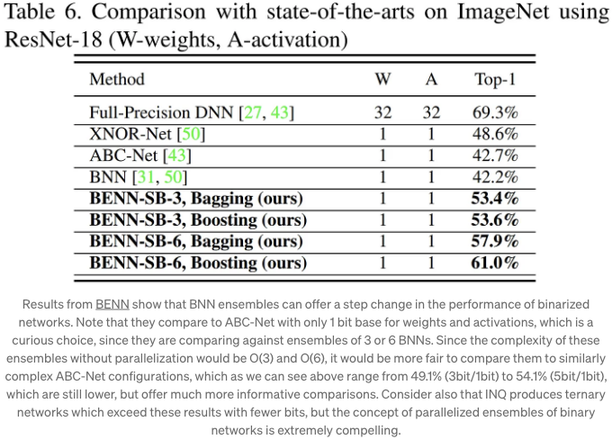 Table 6. Comparison with state-of-the-arts on ImageNet using
ResNet-18 (W-weights, A-activation)
Method W A Top-1
Full-Precision DNN [27, 43] 32 32 69.3%
XNOR-Net [50] 1 1 48.6%
ABC-Net [43] 1 1 42.7%
BNN [31, 50] 1 1 42.2%
BENN-SB-3, Bagging (ours) 1 1 53.4%
BENN-SB-3, Boosting (ours) 1 1 53.6%
BENN-SB-6, Bagging (ours) 1 1 57.9%
BENN-SB-6, Boosting (ours) 1 1 61.0%
Results from BENN show that BNN ensembles can offer a step change in the performance of binarized
networks. Note that they compare to ABC-Net with only 1 bit base for weights and activations, which is a
curious choice, since they are comparing against ensembles of 3 or 6 BNNs. Since the complexity of these
ensembles without parallelization would be O(3) and O(6), it would be more fair to compare them to similarly
complex ABC-Net configurations, which as we can see above range from 49.1% (3bit/1bit) to 54.1% (5bit/1bit),
which are still lower, but offer much more informative comparisons. Consider also that INQ produces ternary
networks which exceed these results with fewer bits, but the concept of parallelized ensembles of binary
networks is extremely compelling.